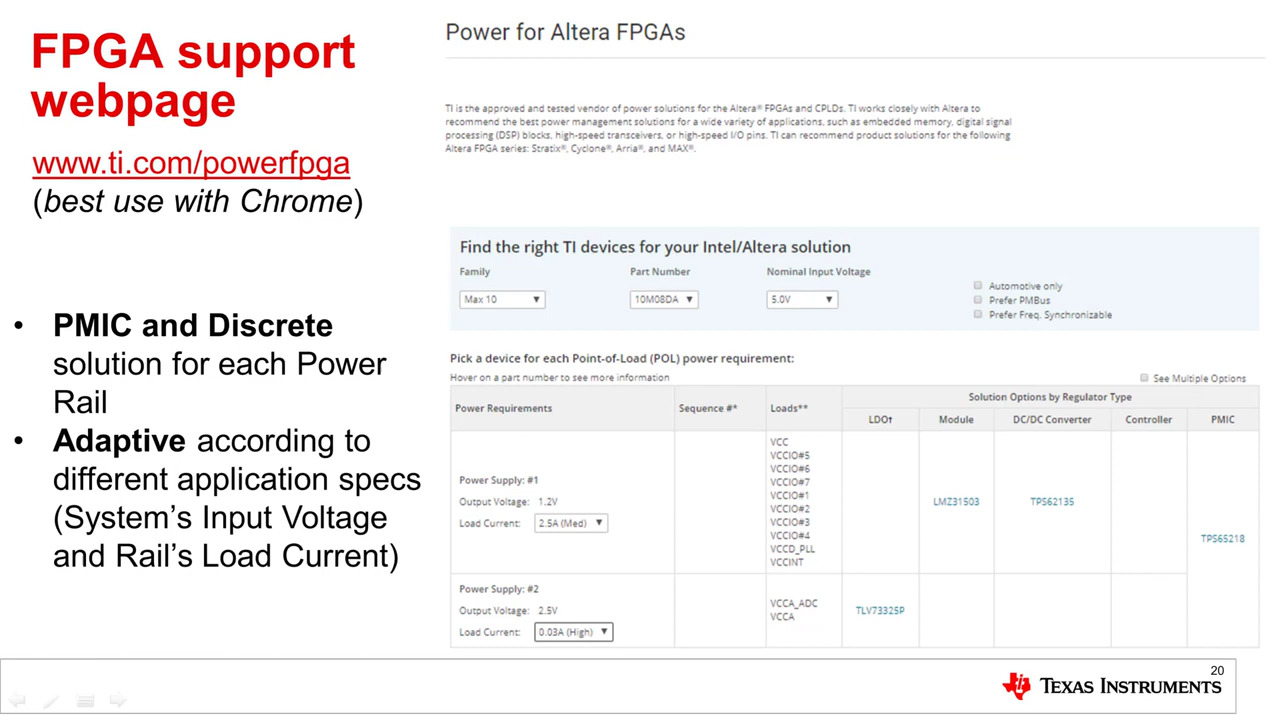 FPGA support
webpage
www.ti.com/powerfpga
(best use with Chrome)
• PMIC and Discrete
solution for each Power
Rail
• Adaptive according to
different application specs
(System's Input Voltage
and Rail's Load Current)
Power for Altera FPGAs
TI is the approved and tested vendor of power solutions for the Altera® FPGAs and CPLDs. TI works closely with Altera to
recommend the best power management solutions for a wide variety of applications, such as embedded memory, digital signal
processing (DSP) blocks, high-speed transceivers, or high-speed I/O pins. TI can recommend product solutions for the following
Altera FPGA series: Stratix®, Cyclone®, Arria®, and MAX®.
Find the right TI devices for your Intel/Altera solution
Family Part Number Nominal Input Voltage
Max 10 ▼ 10M08DA ▼ 5.0V ▼
Automotive only
Prefer PMBus
Prefer Freq. Synchronizable
Pick a device for each Point-of-Load (POL) power requirement:
Hover on a part number to see more information
See Multiple Options
Power Requirements Sequence #* Loads** Solution Options by Regulator Type
LDO† Module DC/DC Converter Controller PMIC
Power Supply: #1
Output Voltage: 1.2V
Load Current: 2.5A (Med) ▼
VCC
VCCIO#5
VCCIO#6
VCCIO#7
VCCIO#1
VCCIO#2
VCCIO#3
VCCIO#4
VCCD_PLL
VCCINT
LMZ31503 TPS62135
TPS65218
Power Supply: #2
Output Voltage: 2.5V
Load Current: 0.03A (High) ▼
VCCA_ADC
VCCA
TLV73325P
20
TEXAS INSTRUMENTS